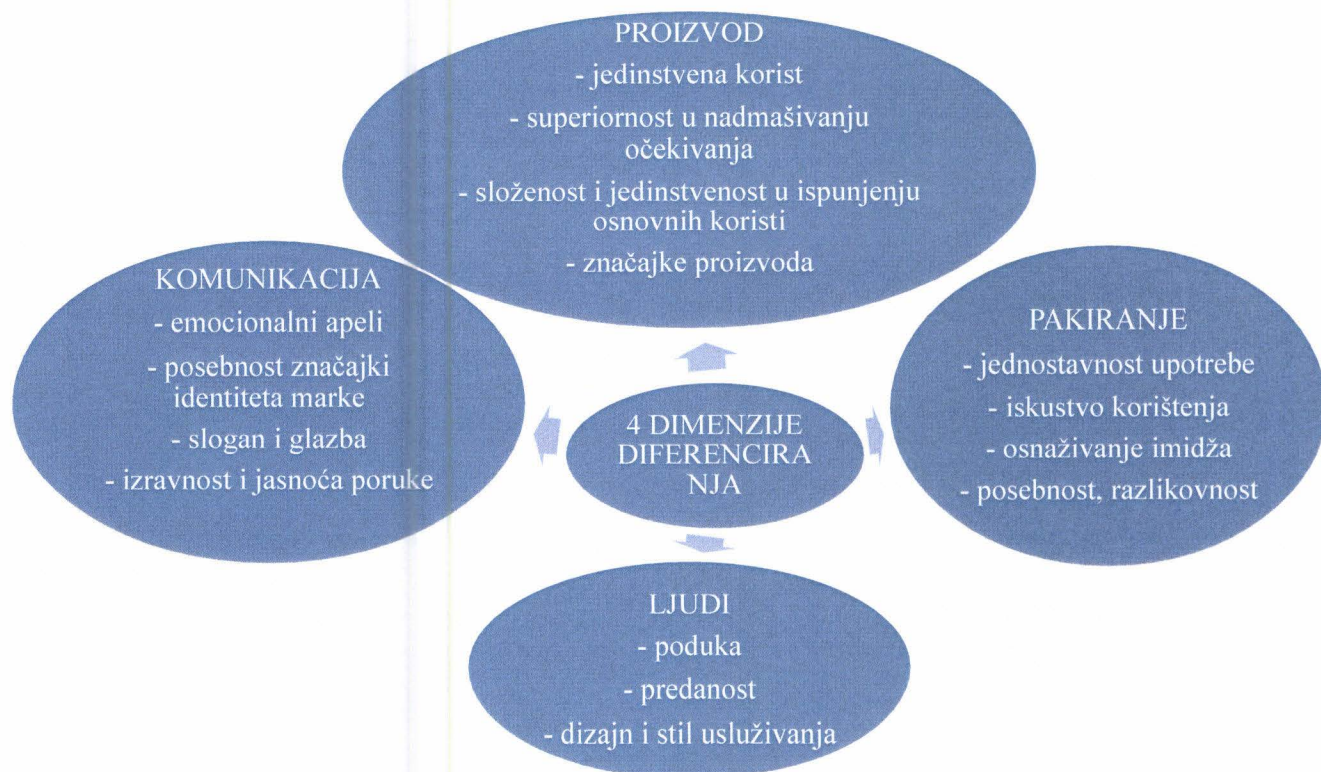 PROIZVOD
- jedinstvena korist
- superiornost u nadmašivanju
očekivanja
- složenost i jedinstvenost u ispunjenju
osnovnih koristi
- značajke proizvoda
KOMUNIKACIJA
- emocionalni apeli
- posebnost značajki
identiteta marke
- slogan i glazba
- izravnost i jasnoća poruke
4 DIMENZIJE
DIFERENCIRA
NJA
PAKIRANJE
- jednostavnost upotrebe
- iskustvo korištenja
- osnaživanje imidža
- posebnost, razlikovnost
LJUDI
- poduka
- predanost
- dizajn i stil usluživanja